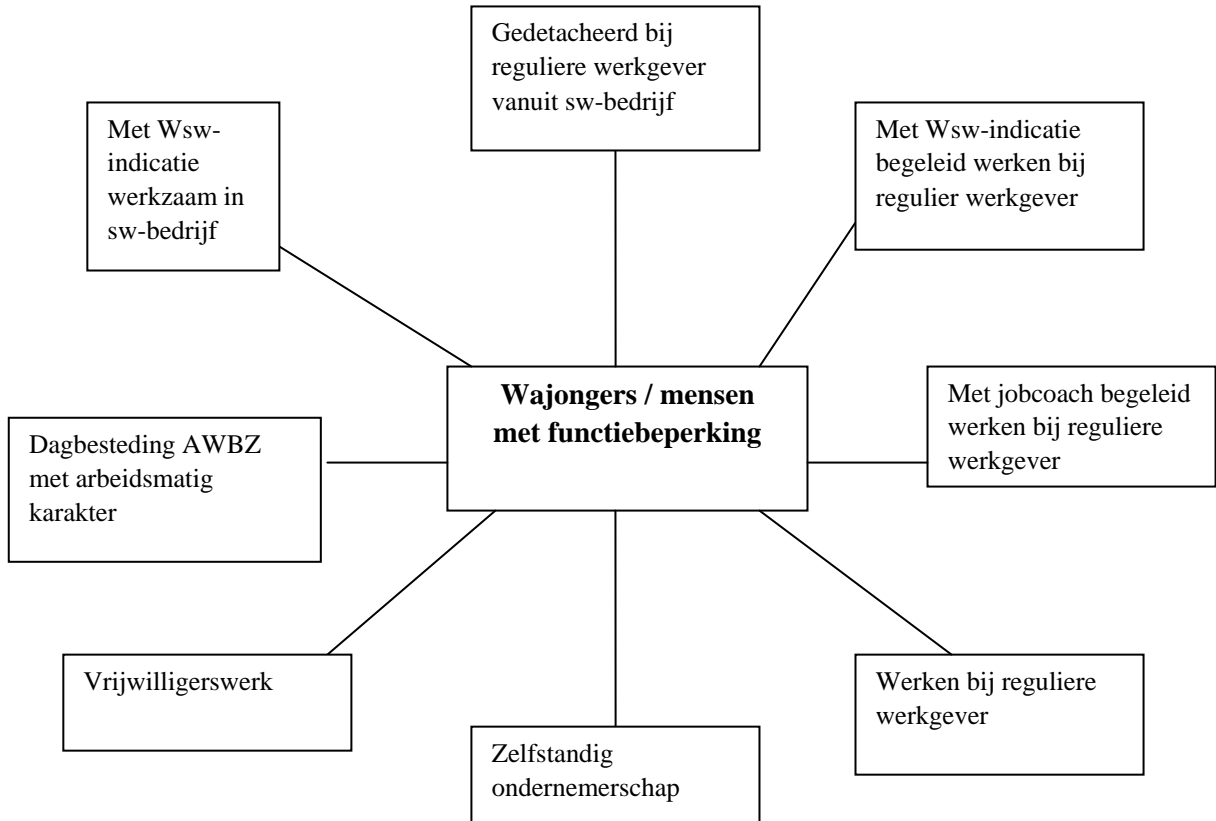 Gedetacheerd bij
reguliere werkgever
vanuit sw-bedrijf
Met Wsw-
indicatie
werkzaam in
sw-bedrijf
Met Wsw-indicatie
begeleid werken bij
regulier werkgever
Wajongers / mensen
met functiebeperking
Met jobcoach begeleid
werken bij reguliere
werkgever
Dagbesteding AWBZ
met arbeidsmatig
karakter
Vrijwilligerswerk
Werken bij reguliere
werkgever
Zelfstandig
ondernemerschap